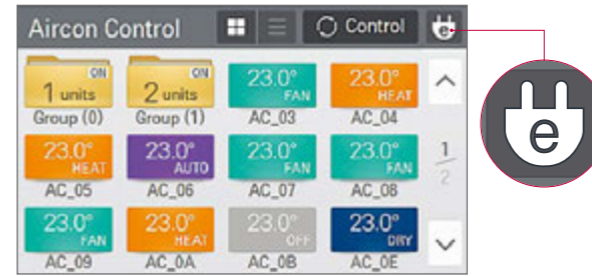 Aircon Control Control e
ON ON 23.0° 23.0°
1 units 2 units FAN HEAT
Group (0) Group (1) AC_03 AC_04
23.0° 23.0° 23.0° 23.0° 1
HEAT AUTO FAN FAN 2
AC_05 AC_06 AC_07 AC_08
23.0° 23.0° 23.0° 23.0°
FAN HEAT OFF DRY
AC_09 AC_0A AC_0B AC_0E
e